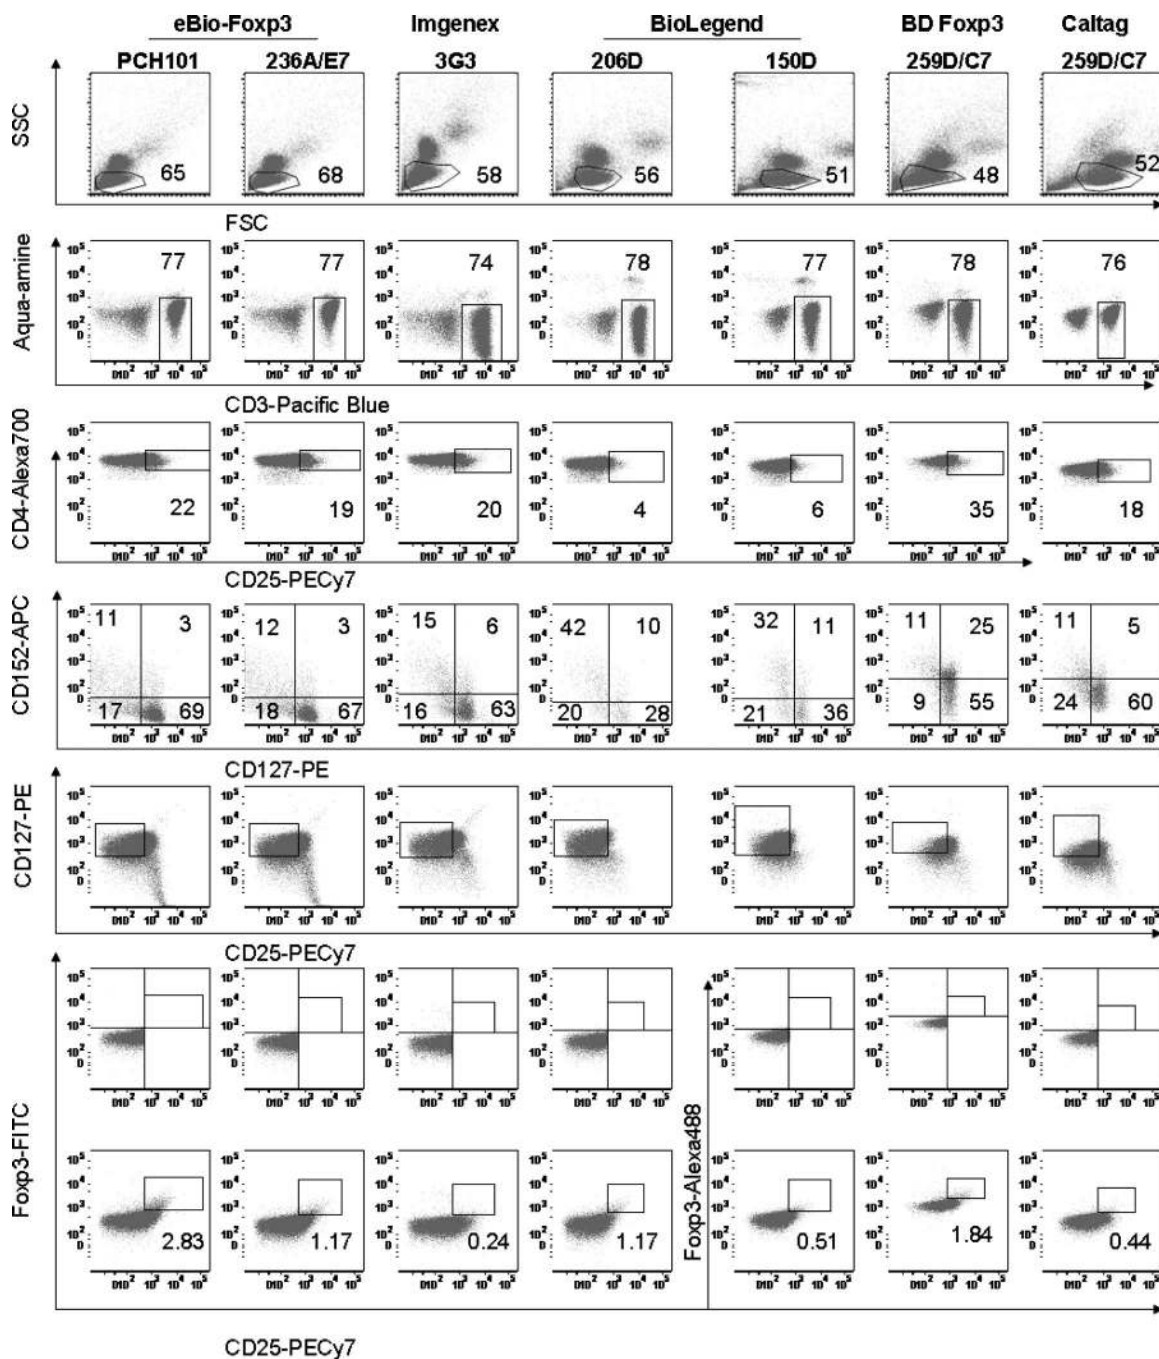 eBio-Foxp3 Imgenex BioLegend BD Foxp3 Caltag
PCH101 236A/E7 3G3 206D 150D 259D/C7 259D/C7
SSC
65 68 58 56 51 48 52
FSC
Aqua-amine
77 77 74 78 77 78 76
CD3-Pacific Blue
CD4-Alexa700
22 19 20 4 6 35 18
CD25-PECy7
CD152-APC
11 3 12 3 15 6 42 10 32 11 11 25 11 5
17 69 18 67 16 63 20 28 21 36 9 55 24 60
CD127-PE
CD127-PE
CD25-PECy7
Foxp3-FITC
Foxp3-Alexa488
2.83 1.17 0.24 1.17 0.51 1.84 0.44
CD25-PECy7